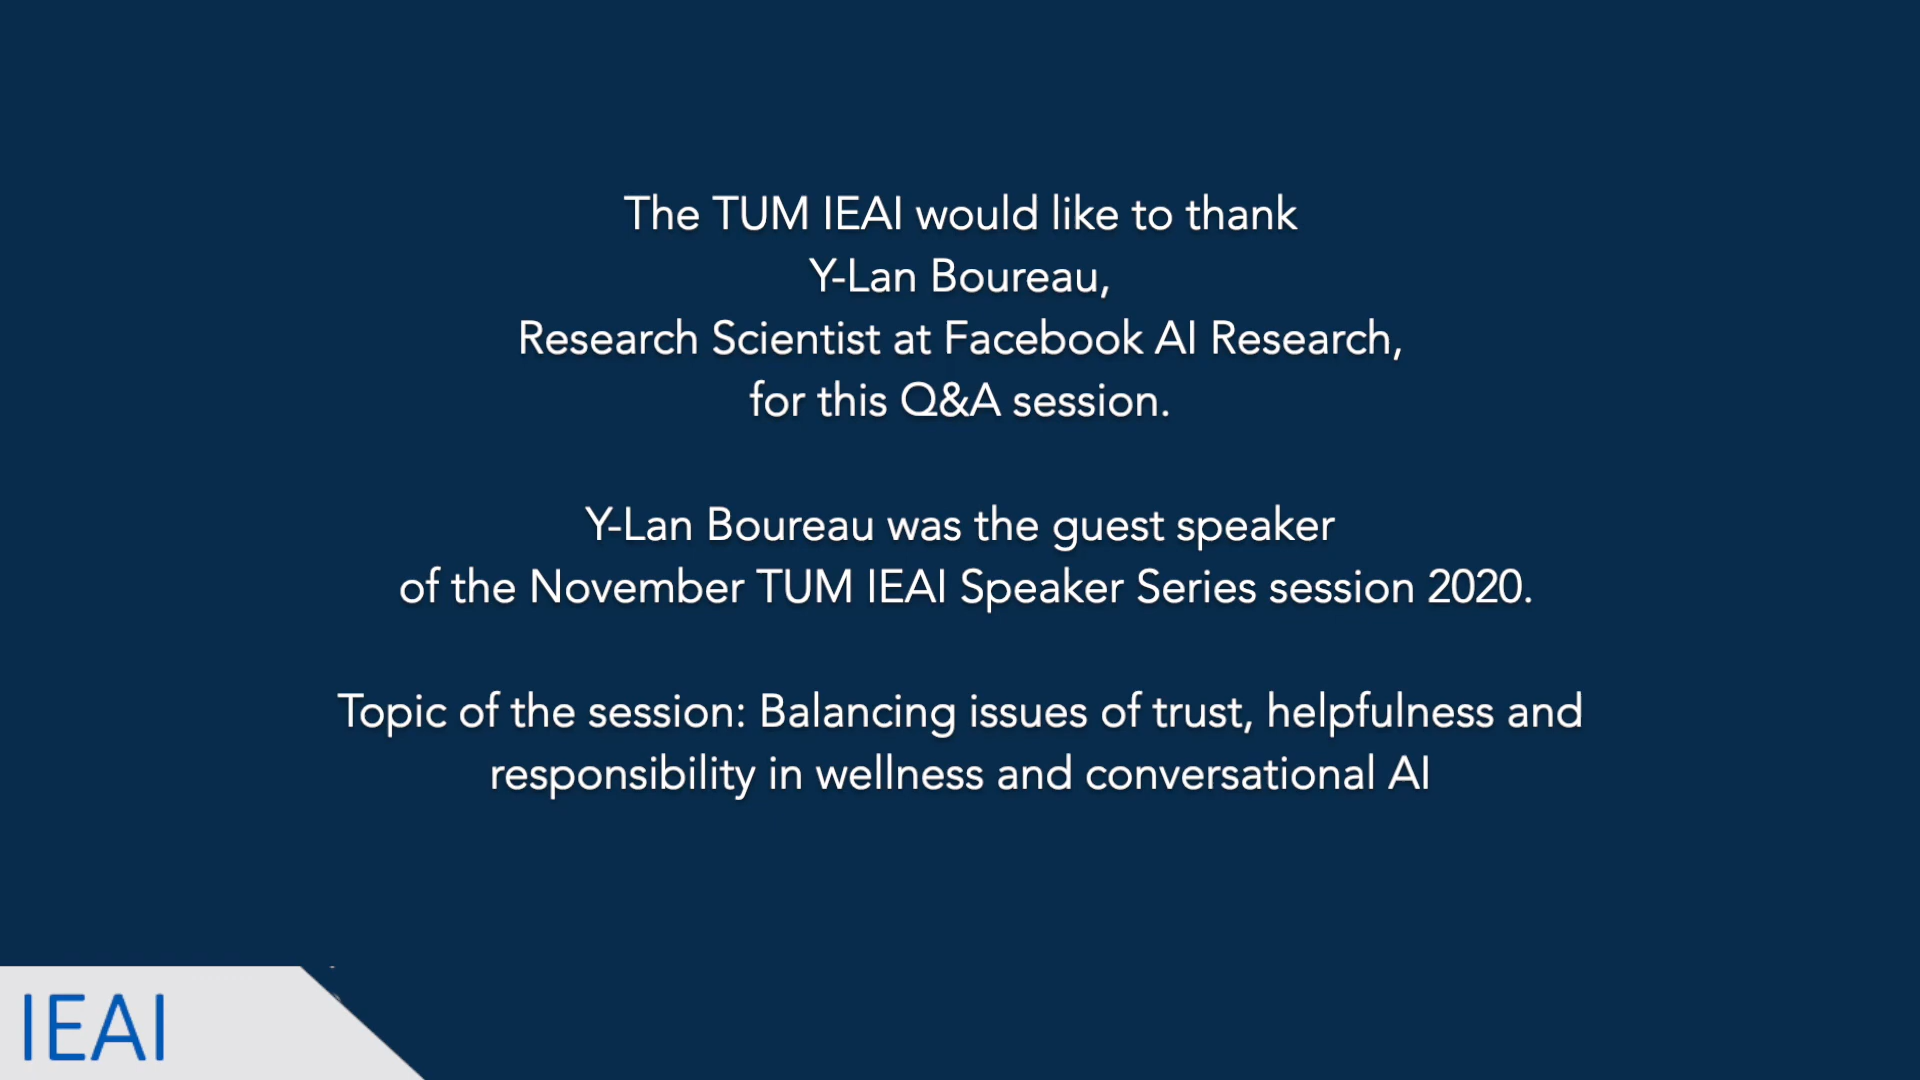 The TUM IEAI would like to thank
Y-Lan Boureau,
Research Scientist at Facebook AI Research,
for this Q&A session.
Y-Lan Boureau was the guest speaker
of the November TUM IEAI Speaker Series session 2020.
Topic of the session: Balancing issues of trust, helpfulness and
responsibility in wellness and conversational AI
IEAI